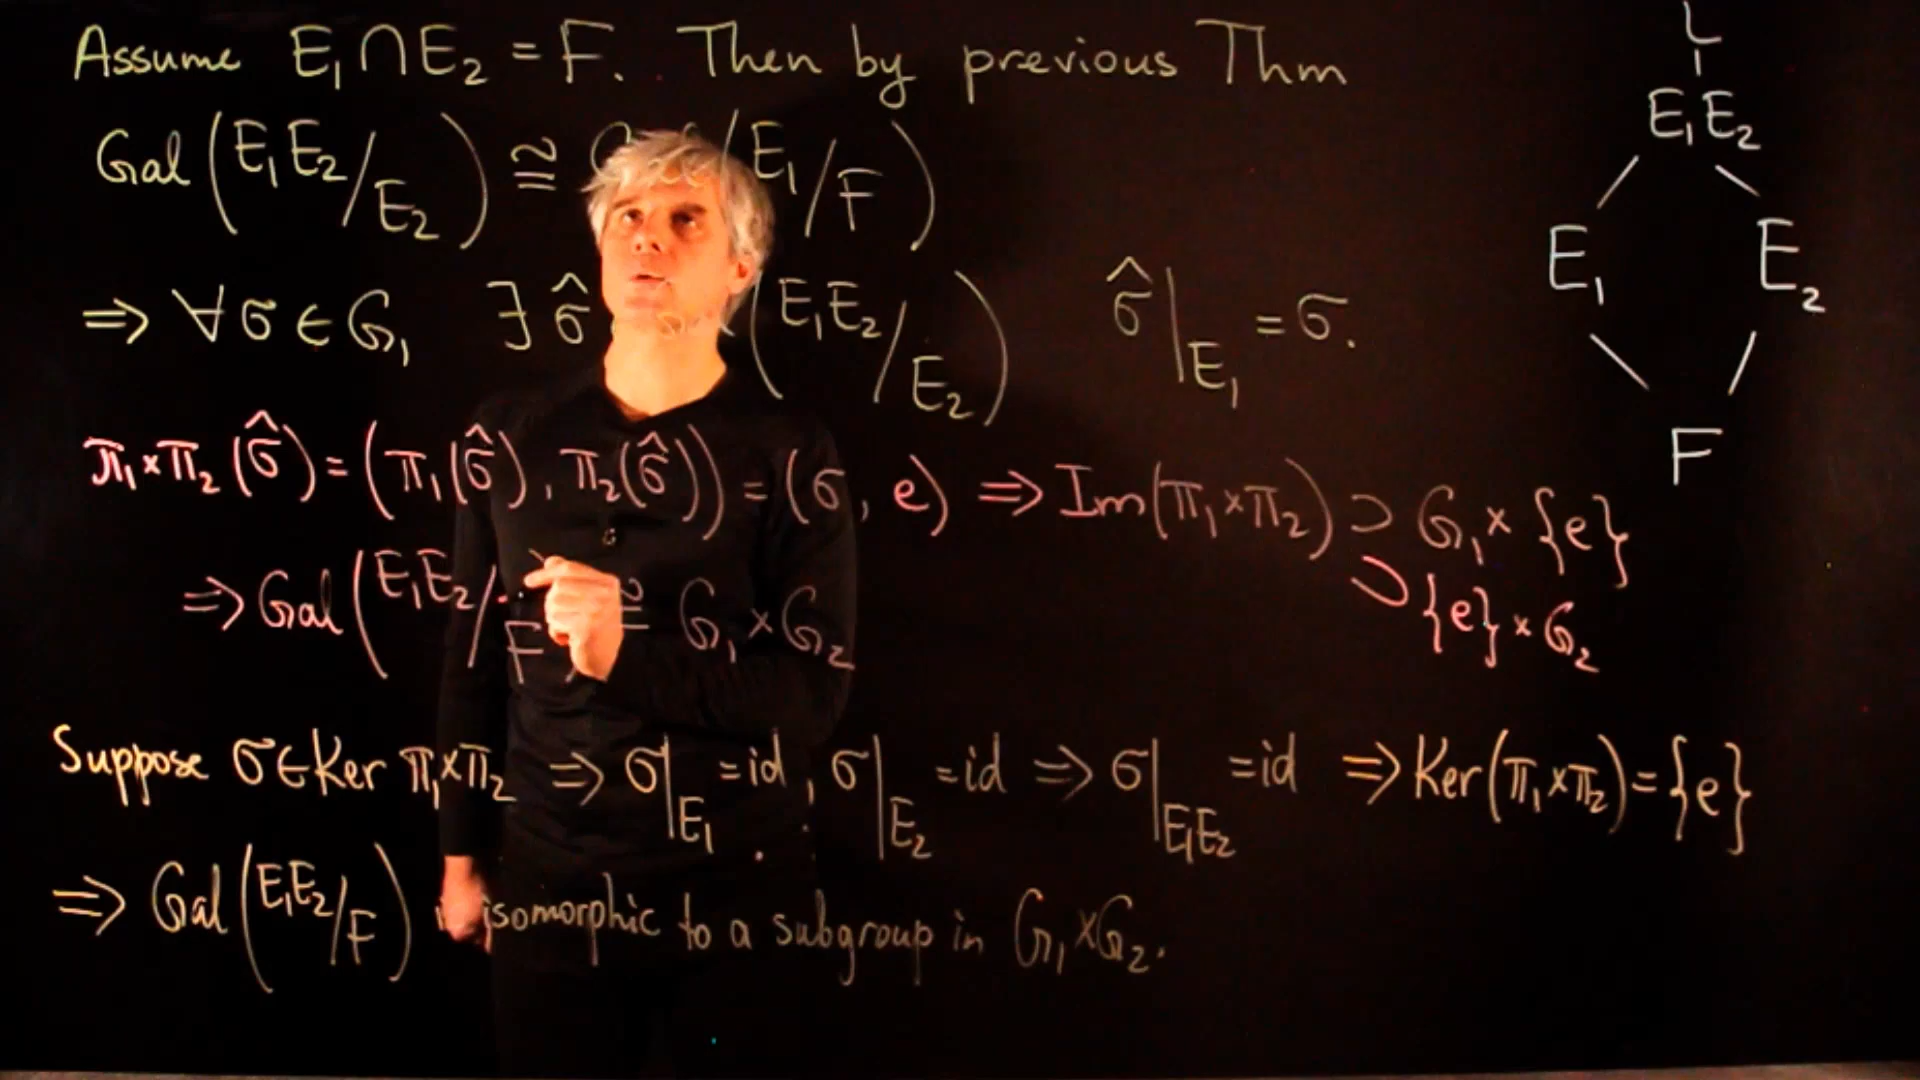 Assume E₁∩E₂ = F. Then by previous Thm
Gal(E₁E₂/E₂) ≅ (E₁/F)
⇒ ∀σ∈G₁ ∃ σ̂ (E₁E₂/E₂) σ̂|E₁ = σ.
π₁×π₂(σ̂) = (π₁(σ̂), π₂(σ̂)) = (σ, e) ⇒ Im(π₁×π₂) ⊃ G₁×{e}
⊃ {e}×G₂
⇒ Gal(E₁E₂/F) ≅ G₁×G₂
Suppose σ∈Ker π₁×π₂ ⇒ σ|E₁ = id, σ|E₂ = id ⇒ σ|E₁E₂ = id ⇒ Ker(π₁×π₂) = {e}
⇒ Gal(E₁E₂/F) isomorphic to a subgroup in G₁×G₂.
L
E₁E₂
E₁ E₂
F